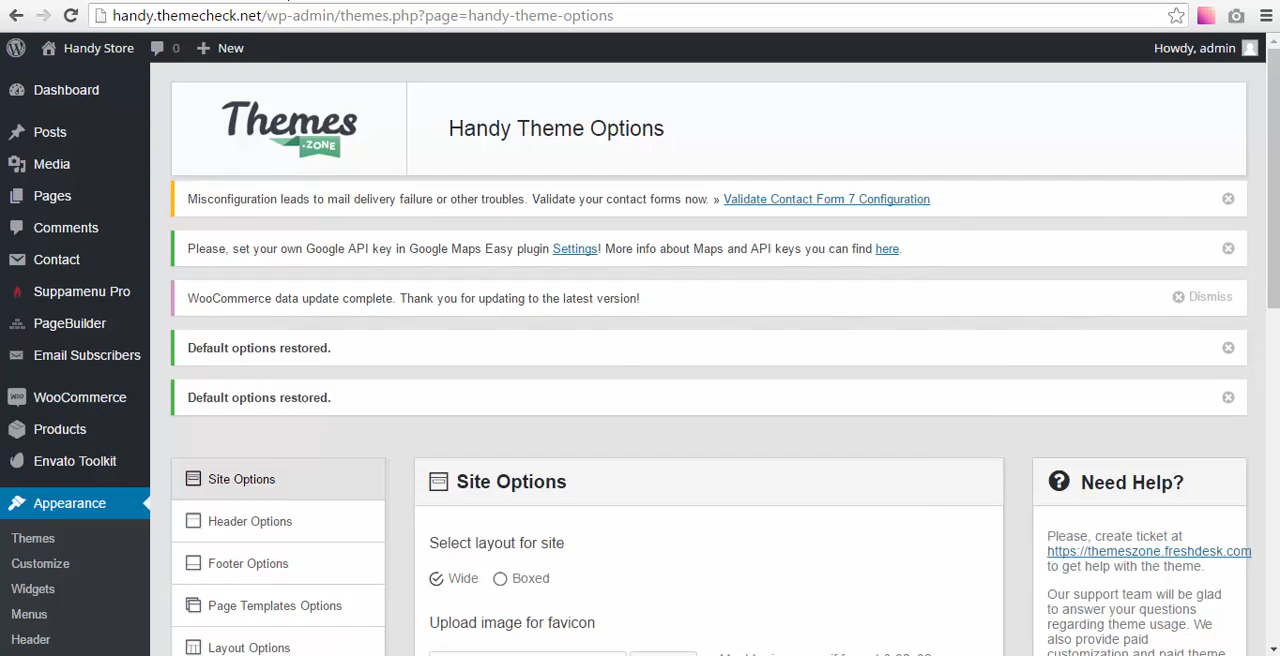 handy.themecheck.net/wp-admin/themes.php?page=handy-theme-options
Handy Store
0
New
Howdy, admin
Dashboard
Posts
Media
Pages
Comments
Contact
Suppamenu Pro
PageBuilder
Email Subscribers
WooCommerce
Products
Envato Toolkit
Appearance
Themes
Customize
Widgets
Menus
Header
Themes
ZONE
Handy Theme Options
Misconfiguration leads to mail delivery failure or other troubles. Validate your contact forms now. » Validate Contact Form 7 Configuration
Please, set your own Google API key in Google Maps Easy plugin Settings! More info about Maps and API keys you can find here.
WooCommerce data update complete. Thank you for updating to the latest version!
Dismiss
Default options restored.
Default options restored.
Site Options
Header Options
Footer Options
Page Templates Options
Layout Options
Site Options
Select layout for site
Wide
Boxed
Upload image for favicon
Need Help?
Please, create ticket at
https://themeszone.freshdesk.com
to get help with the theme.
Our support team will be glad
to answer your questions
regarding theme usage. We
also provide paid
customization and paid theme